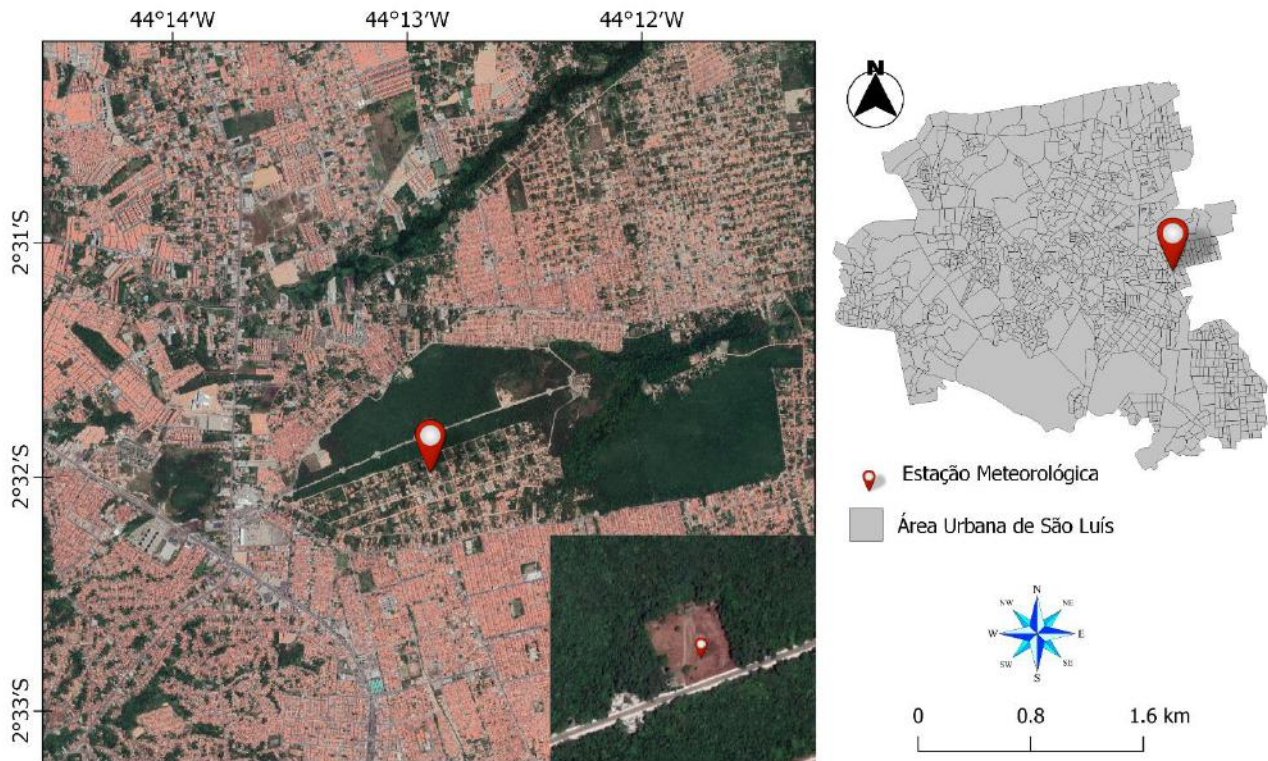 44°14'W 44°13'W 44°12'W
2°31'S
2°32'S
2°33'S
N
Estação Meteorológica
Área Urbana de São Luís
N
NW NE
W E
SW SE
S
0 0.8 1.6 km